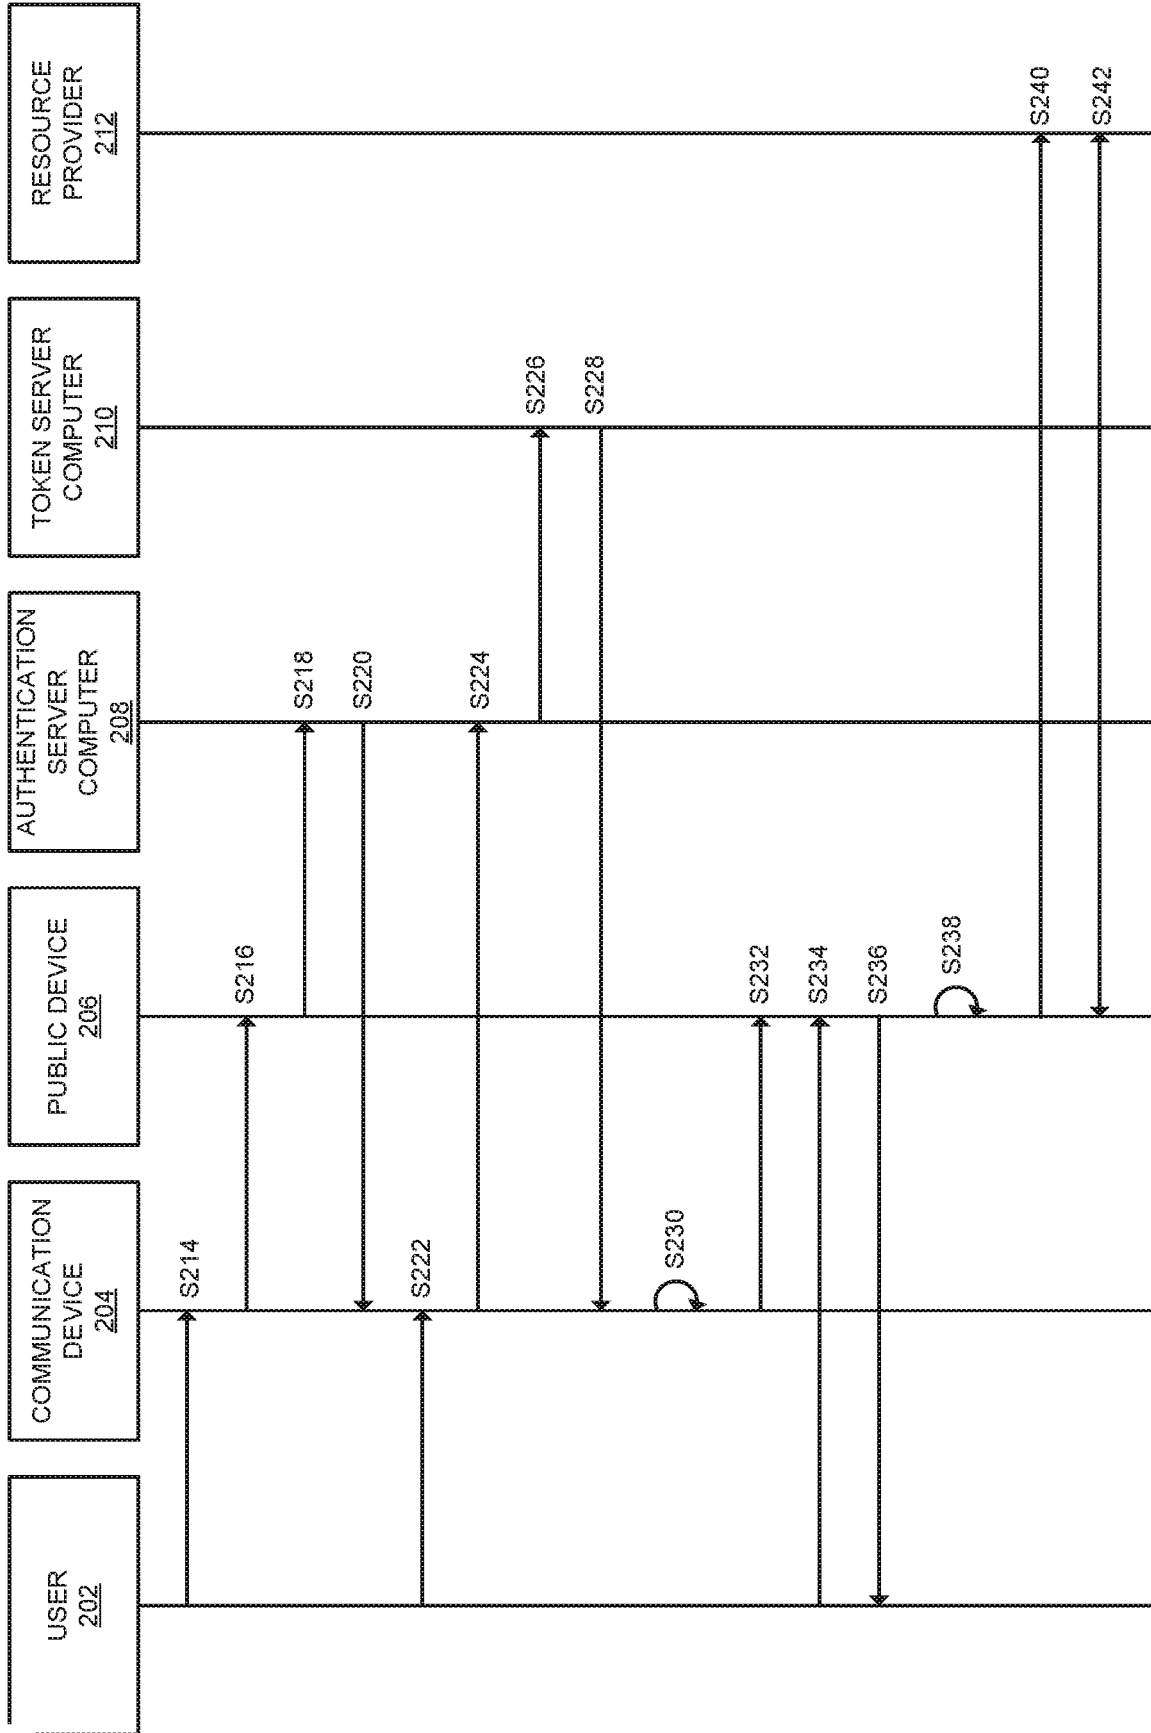 USER
202
COMMUNICATION
DEVICE
204
PUBLIC DEVICE
206
AUTHENTICATION
SERVER
COMPUTER
208
TOKEN SERVER
COMPUTER
210
RESOURCE
PROVIDER
212
S214
S216
S218
S220
S222
S224
S226
S228
S230
S232
S234
S236
S238
S240
S242